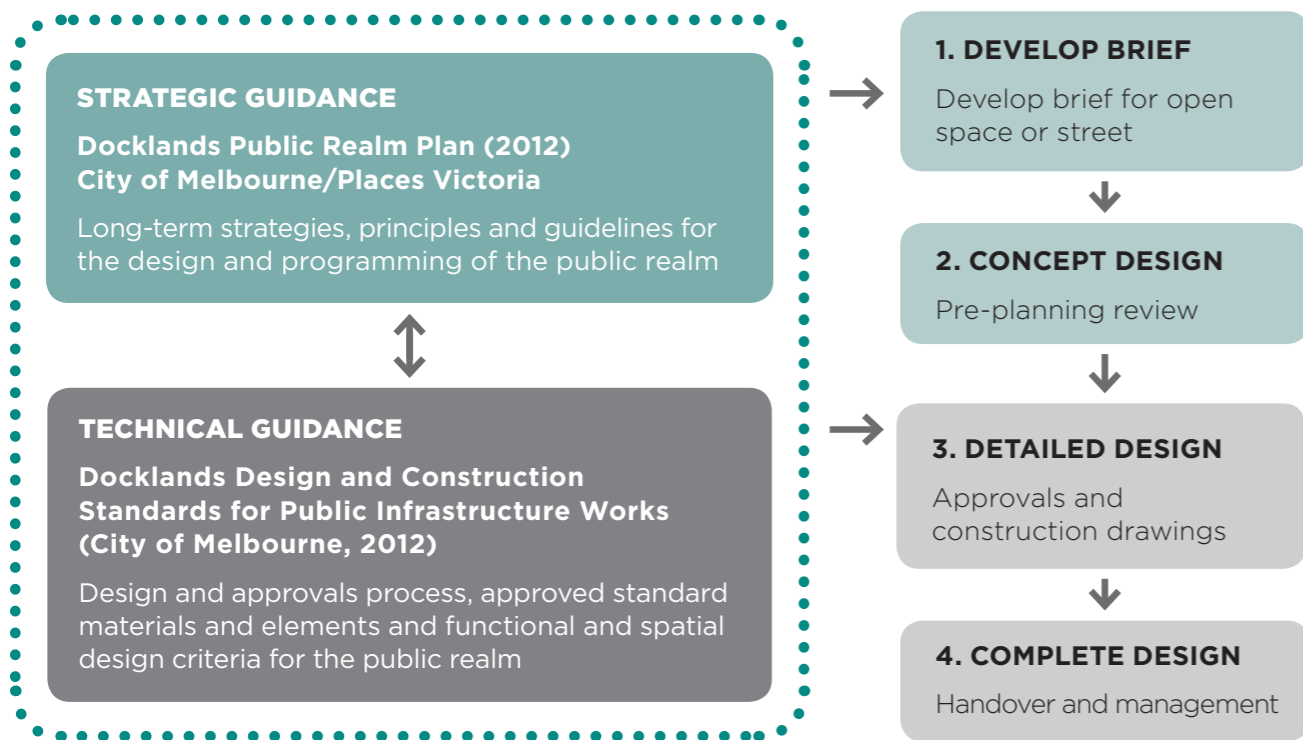 STRATEGIC GUIDANCE
Docklands Public Realm Plan (2012)
City of Melbourne/Places Victoria
Long-term strategies, principles and guidelines for
the design and programming of the public realm
TECHNICAL GUIDANCE
Docklands Design and Construction
Standards for Public Infrastructure Works
(City of Melbourne, 2012)
Design and approvals process, approved standard
materials and elements and functional and spatial
design criteria for the public realm
1. DEVELOP BRIEF
Develop brief for open
space or street
2. CONCEPT DESIGN
Pre-planning review
3. DETAILED DESIGN
Approvals and
construction drawings
4. COMPLETE DESIGN
Handover and management